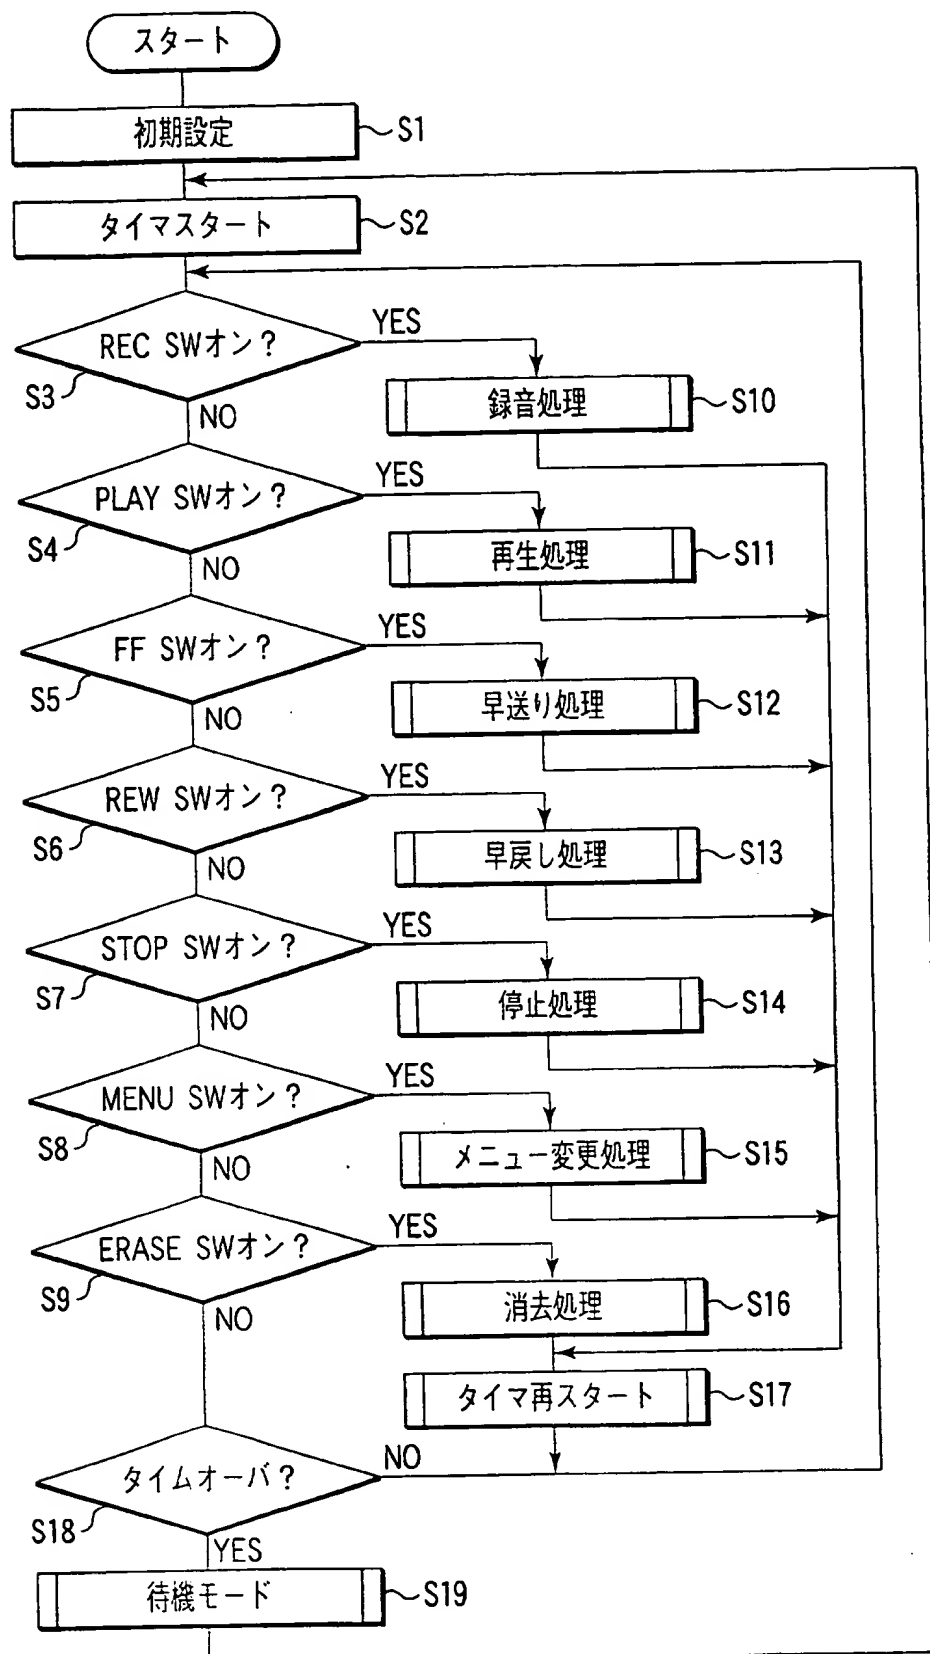 スタート
初期設定
S1
タイマスタート
S2
REC SWオン?
S3
YES
NO
録音処理
S10
PLAY SWオン?
S4
YES
NO
再生処理
S11
FF SWオン?
S5
YES
NO
早送り処理
S12
REW SWオン?
S6
YES
NO
早戻し処理
S13
STOP SWオン?
S7
YES
NO
停止処理
S14
MENU SWオン?
S8
YES
NO
メニュー変更処理
S15
ERASE SWオン?
S9
YES
NO
消去処理
S16
タイマ再スタート
S17
タイムオーバ?
S18
NO
YES
待機モード
S19